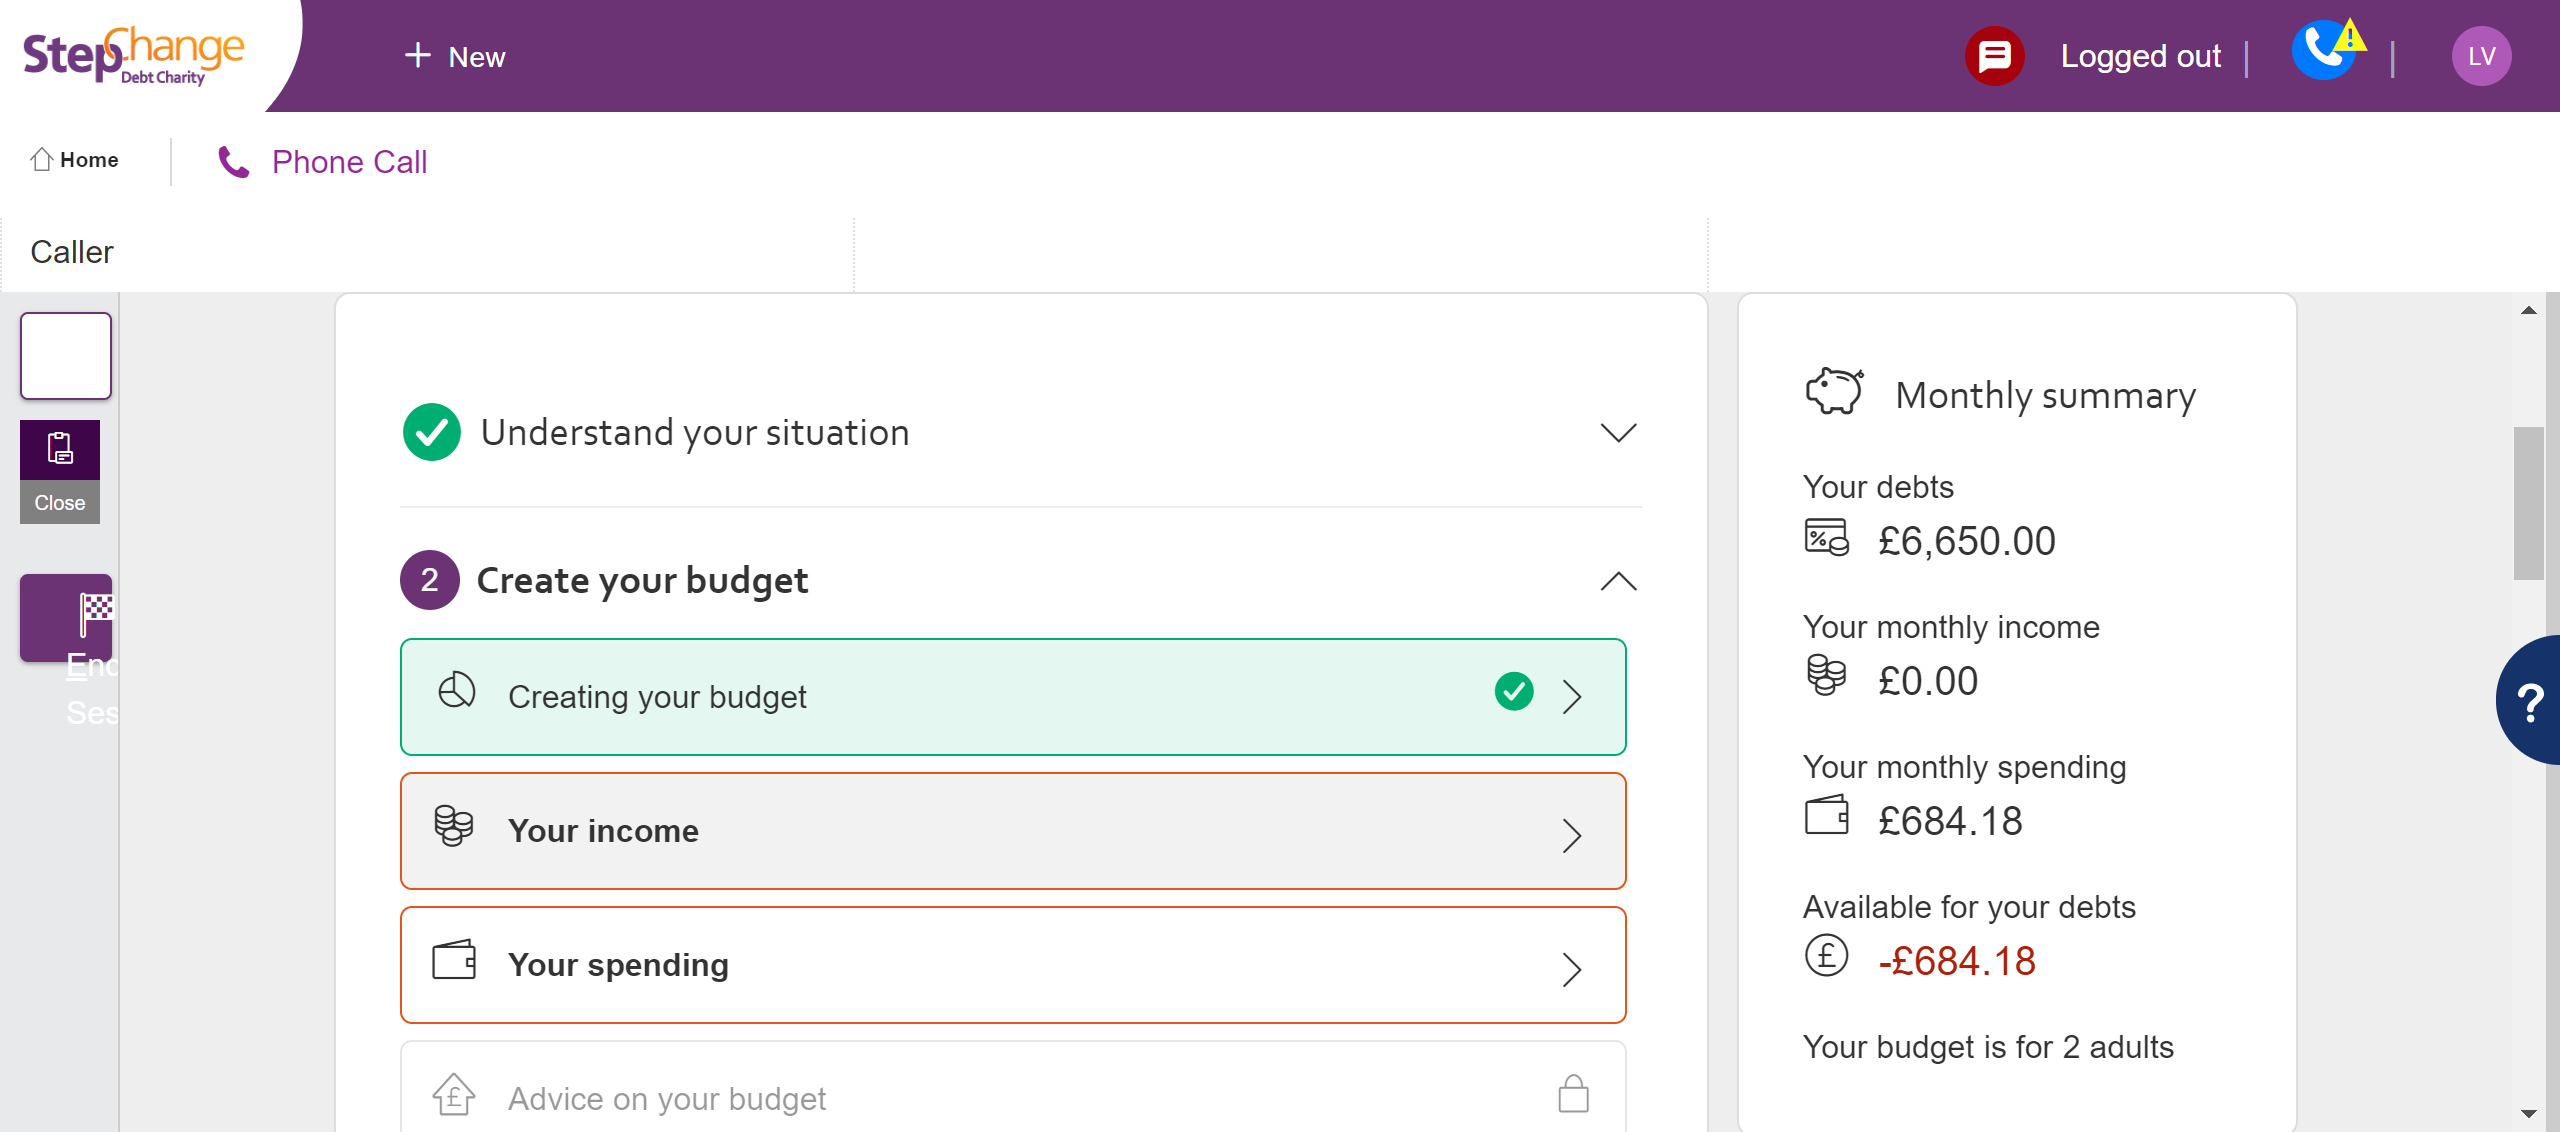 StepChange
Debt Charity
New
Logged out
LV
Home
Phone Call
Caller
Close
End
Ses
Understand your situation
2 Create your budget
Creating your budget
Your income
Your spending
Advice on your budget
Monthly summary
Your debts
£6,650.00
Your monthly income
£0.00
Your monthly spending
£684.18
Available for your debts
£ -£684.18
Your budget is for 2 adults
?